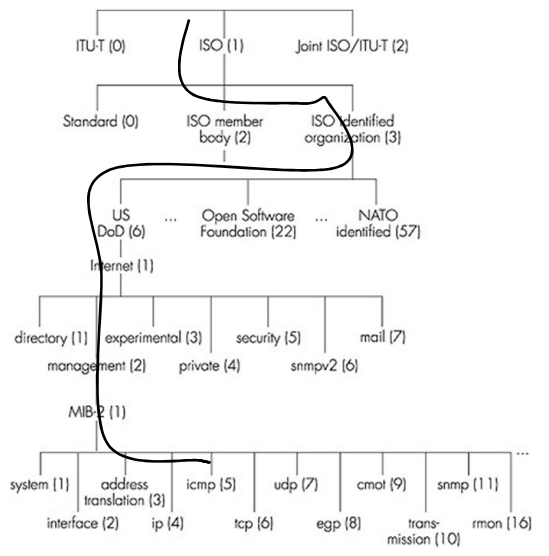 ITU-T (0) ISO (1) Joint ISO/ITU-T (2)
Standard (0) ISO member body (2) ISO identified organization (3)
US DoD (6) ... Open Software Foundation (22) ... NATO identified (57)
Internet (1)
directory (1) experimental (3) security (5) mail (7)
management (2) private (4) snmpv2 (6)
MIB-2 (1)
...
system (1) address translation (3) icmp (5) udp (7) cmot (9) snmp (11)
interface (2) ip (4) tcp (6) egp (8) trans-
mission (10) rmon (16)